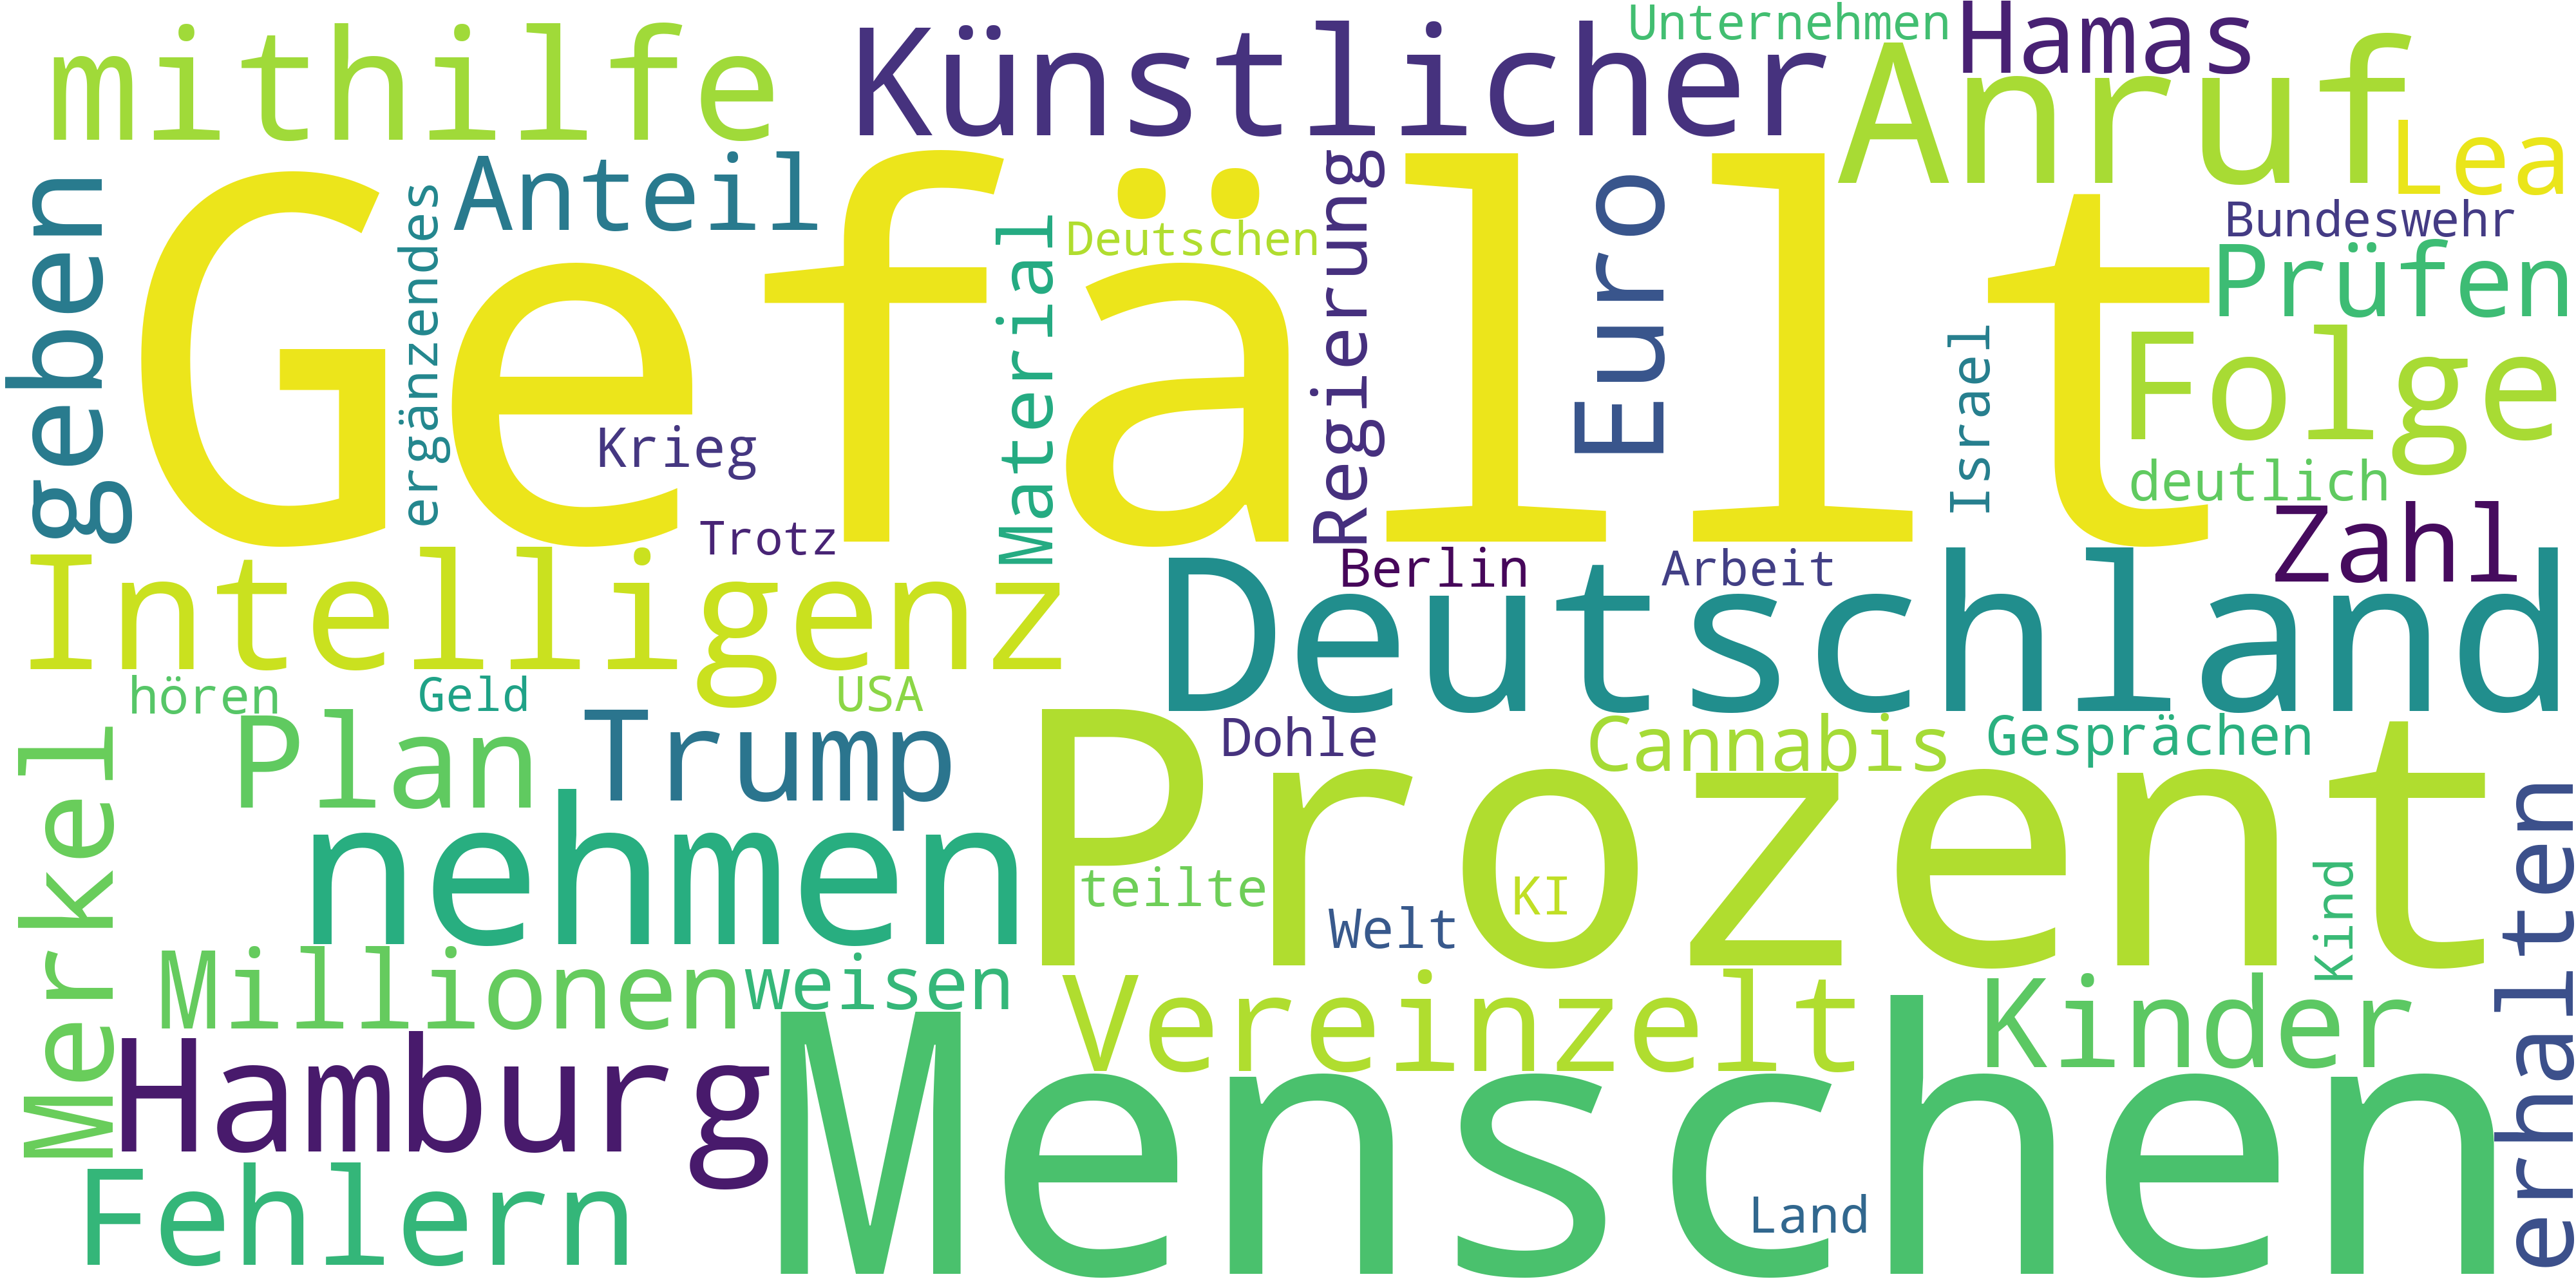 mithilfe
Künstlicher
Unternehmen
Hamas
Anruf
Lea
geben
ergänzendes
Anteil
Gefällt
Material
Deutschen
Regierung
Euro
Israel
Bundeswehr
Prüfen
Folge
Krieg
deutlich
Trotz
Zahl
Intelligenz
Berlin
Arbeit
Deutschland
hören
Geld
USA
Merkel
Plan
Trump
Dohle
Cannabis
Gesprächen
nehmen
Prozent
teilte
KI
Welt
Kind
erhalten
Millionen
weisen
Vereinzelt
Kinder
Hamburg
Menschen
Fehlern
Land